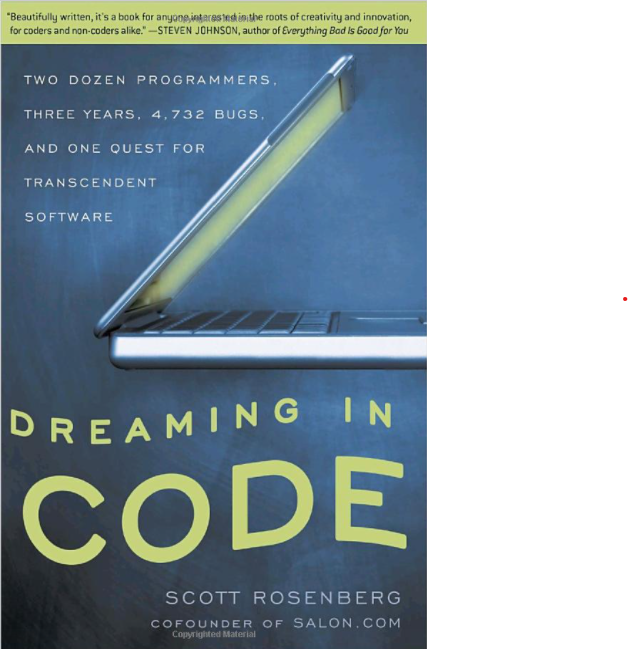 "Beautifully written, it's a book for anyone interested in the roots of creativity and innovation,
Copyrighted Material
for coders and non-coders alike." —STEVEN JOHNSON, author of Everything Bad Is Good for You
TWO DOZEN PROGRAMMERS,
THREE YEARS, 4,732 BUGS,
AND ONE QUEST FOR
TRANSCENDENT
SOFTWARE
DREAMING IN
CODE
SCOTT ROSENBERG
COFOUNDER OF SALON.COM
Copyrighted Material